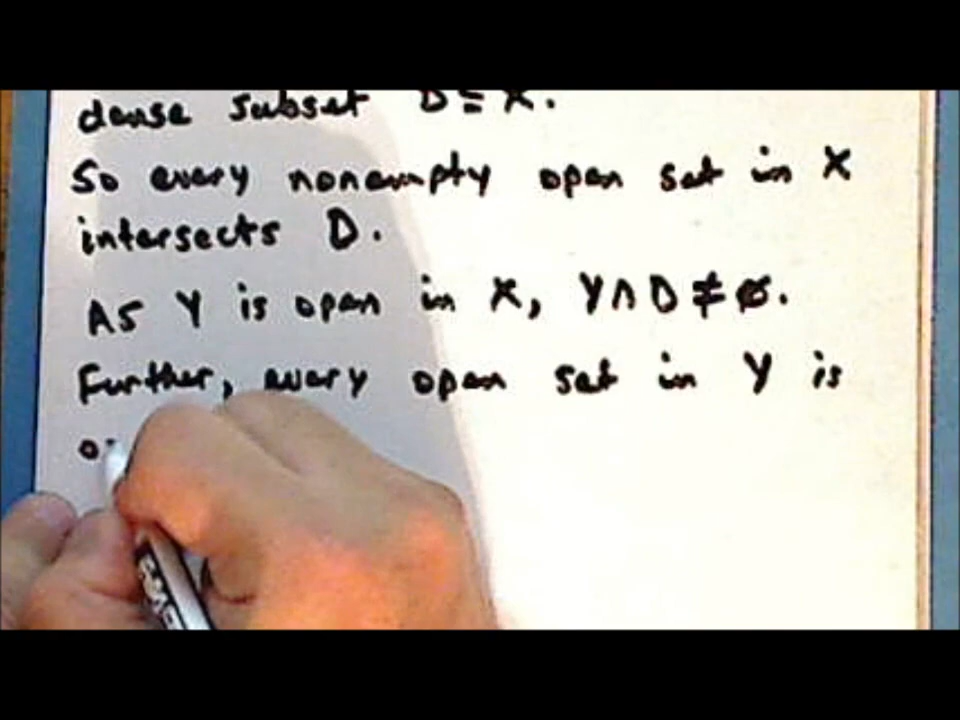 dense subset D ⊆ X.
So every nonempty open set in X
intersects D.
As Y is open in X, Y ∩ D ≠ ∅.
Further, every open set in Y is